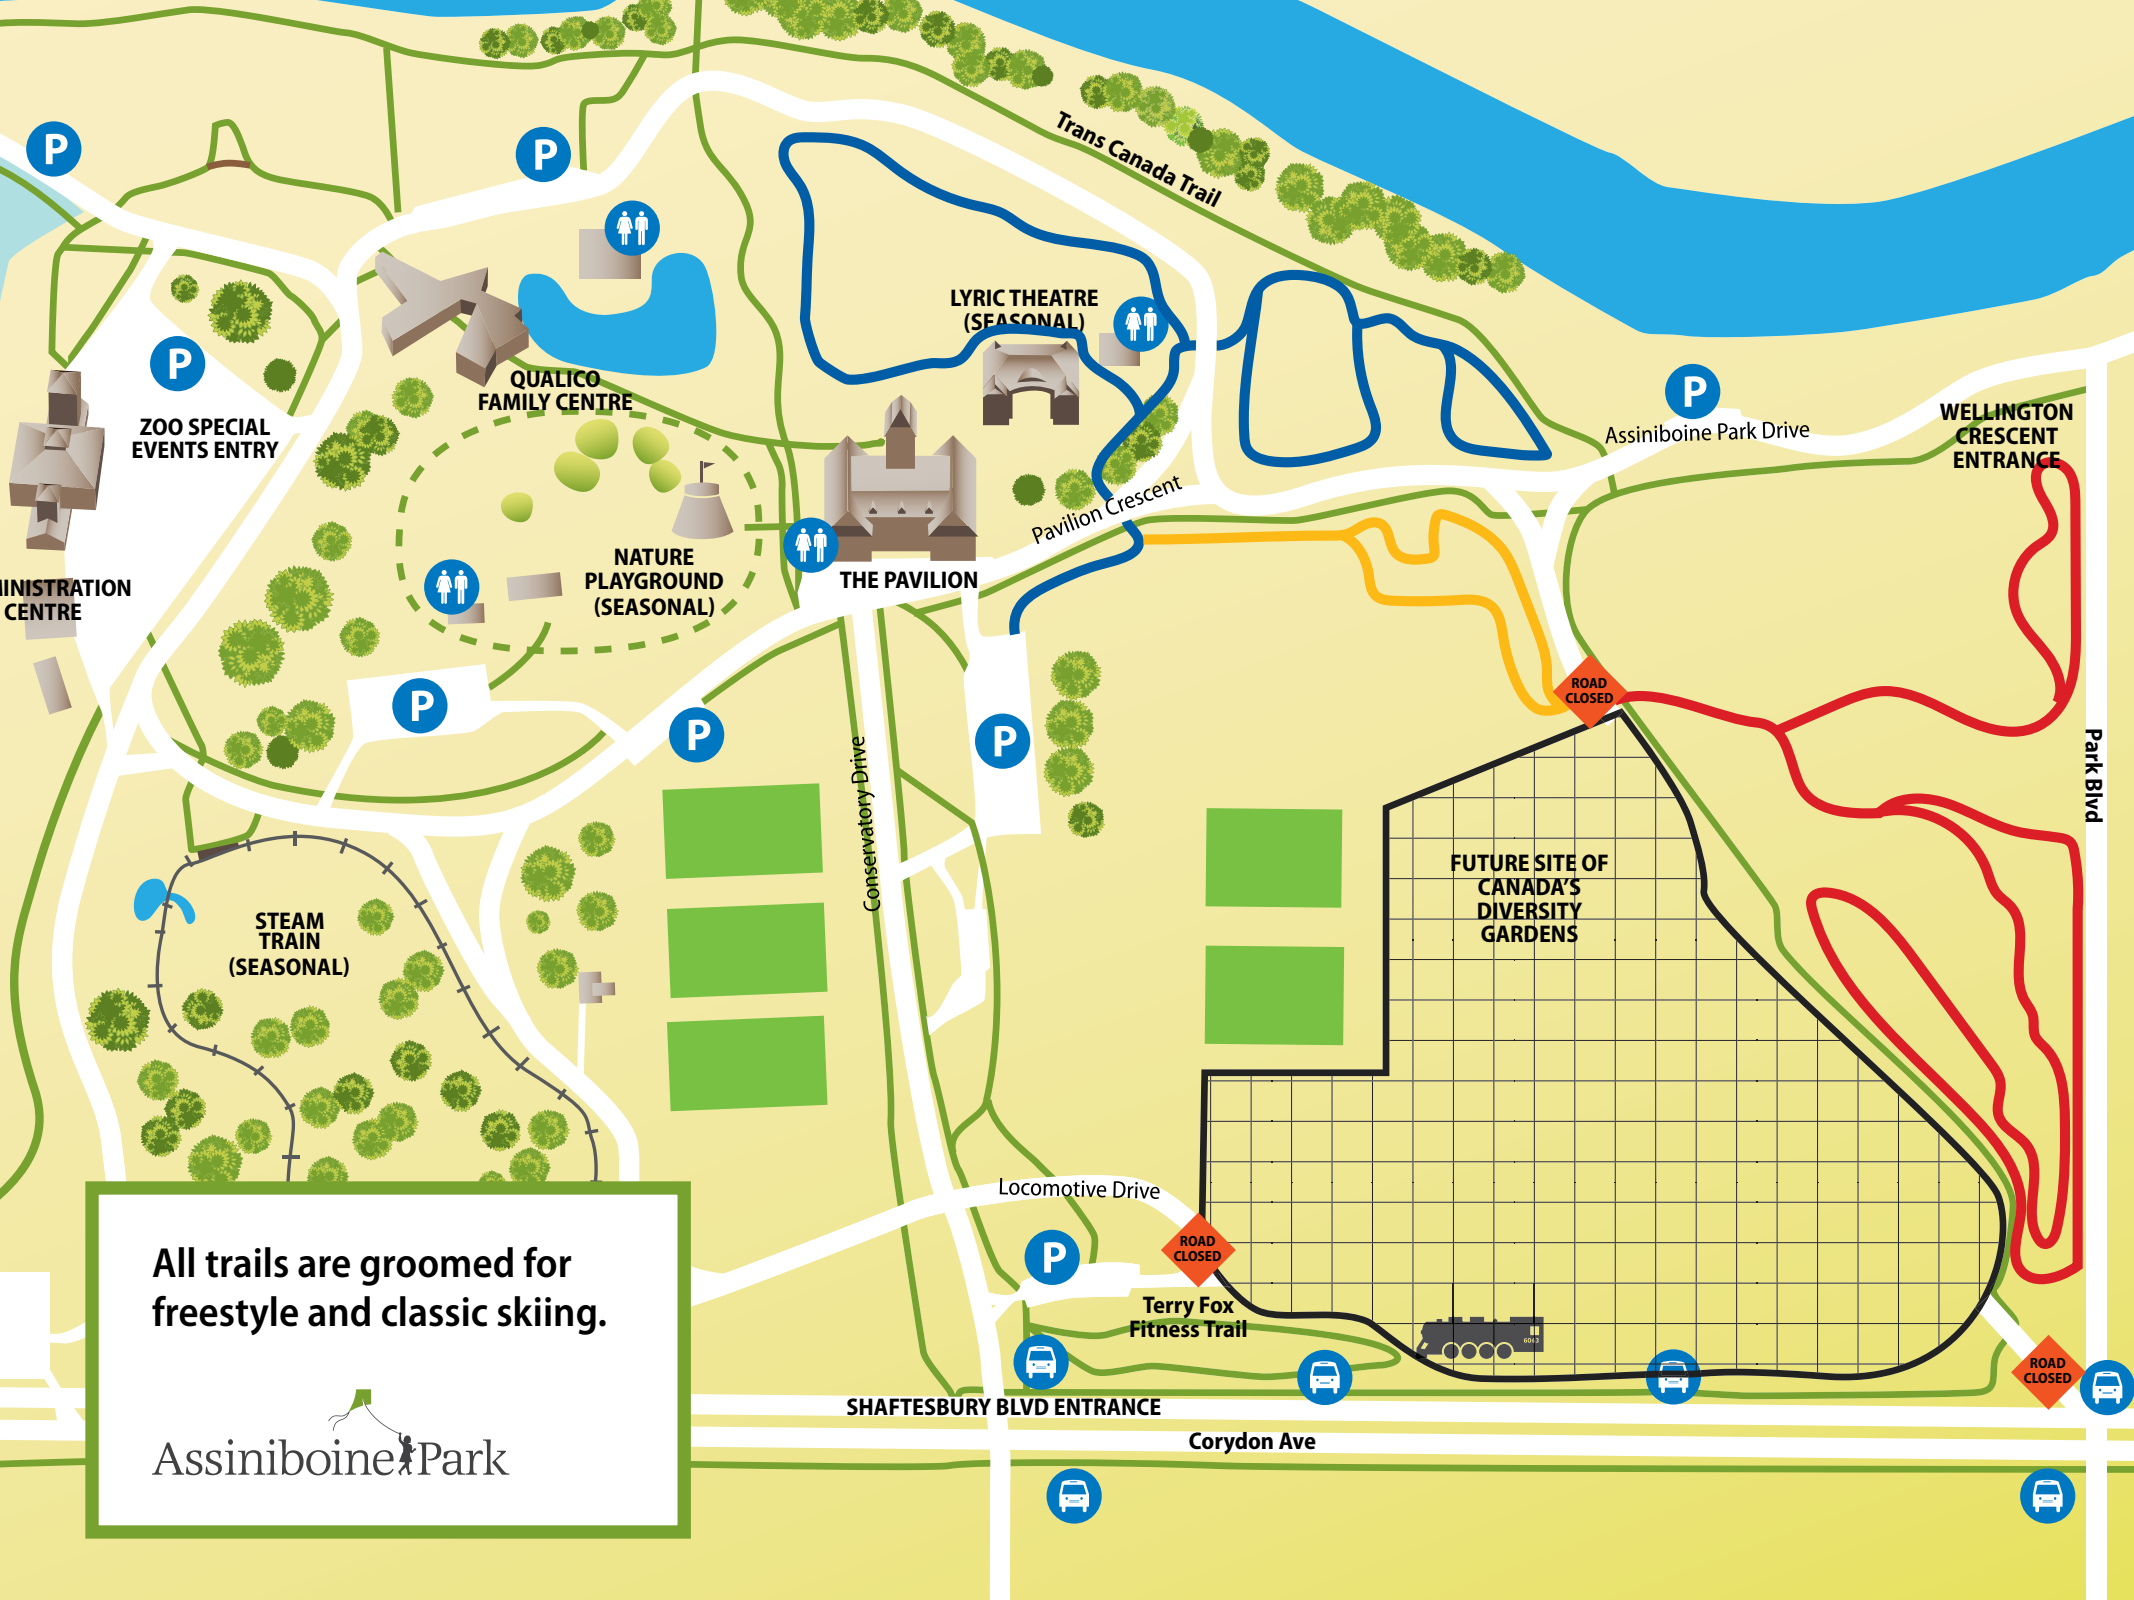 P
P
Trans Canada Trail
LYRIC THEATRE
(SEASONAL)
P
QUALICO
FAMILY CENTRE
P
Assiniboine Park Drive
WELLINGTON
CRESCENT
ENTRANCE
ZOO SPECIAL
EVENTS ENTRY
Pavilion Crescent
NATURE
PLAYGROUND
(SEASONAL)
THE PAVILION
INISTRATION
CENTRE
ROAD
CLOSED
P
P
P
Conservatory Drive
Park Blvd
FUTURE SITE OF
CANADA'S
DIVERSITY
GARDENS
STEAM
TRAIN
(SEASONAL)
Locomotive Drive
ROAD
CLOSED
P
Terry Fox
Fitness Trail
6043
ROAD
CLOSED
SHAFTESBURY BLVD ENTRANCE
Corydon Ave
All trails are groomed for
freestyle and classic skiing.
Assiniboine Park